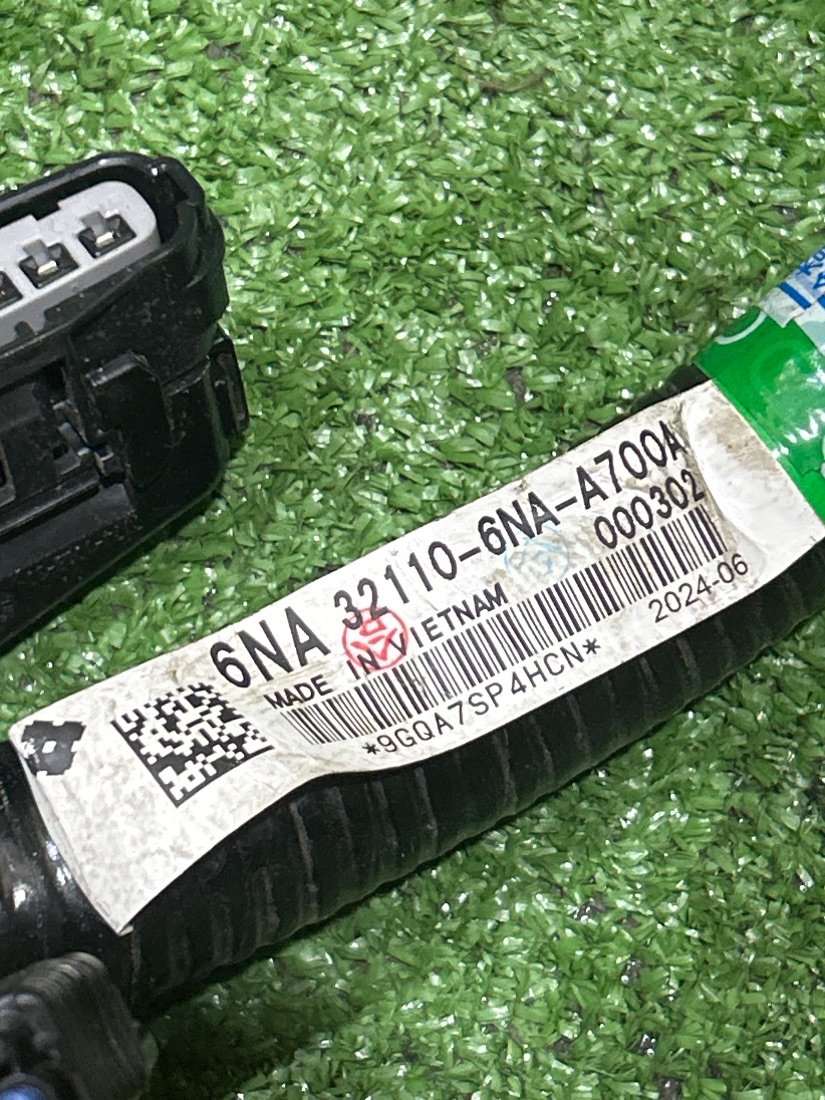 6NA 32110-6NA-A700A
MADE IN VIETNAM 000302
*9GQA7SP4HCN* 2024-06